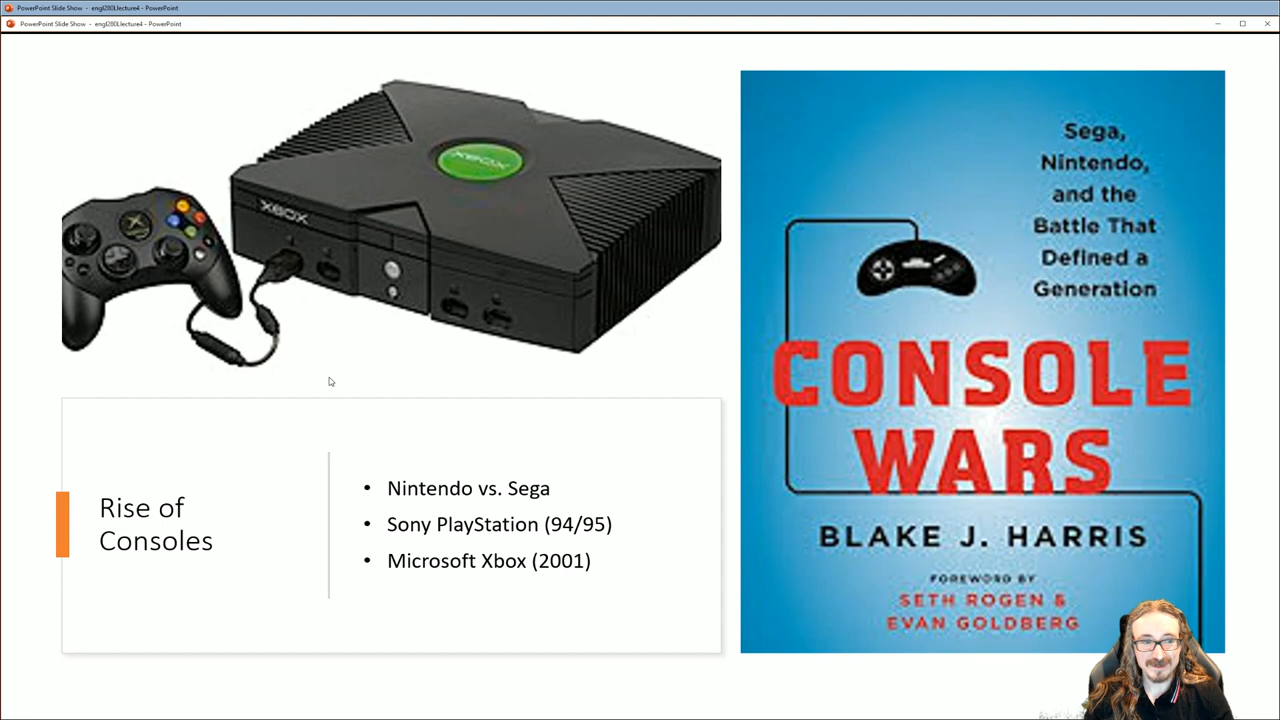 PowerPoint Slide Show - engl280Llecture4 - PowerPoint
PowerPoint Slide Show - engl280Llecture4 - PowerPoint
XBOX
XBOX
Sega,
Nintendo,
and the
Battle That
Defined a
Generation
CONSOLE
WARS
BLAKE J. HARRIS
FOREWORD BY
SETH ROGEN &
EVAN GOLDBERG
Rise of
Consoles
• Nintendo vs. Sega
• Sony PlayStation (94/95)
• Microsoft Xbox (2001)